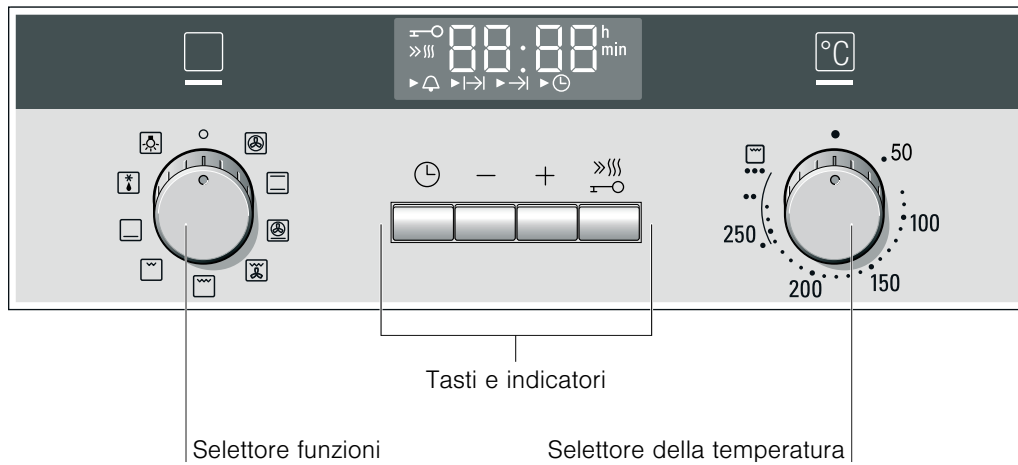 88:88 h
min
°C
50
100
150
200
250
− +
Tasti e indicatori
Selettore funzioni
Selettore della temperatura